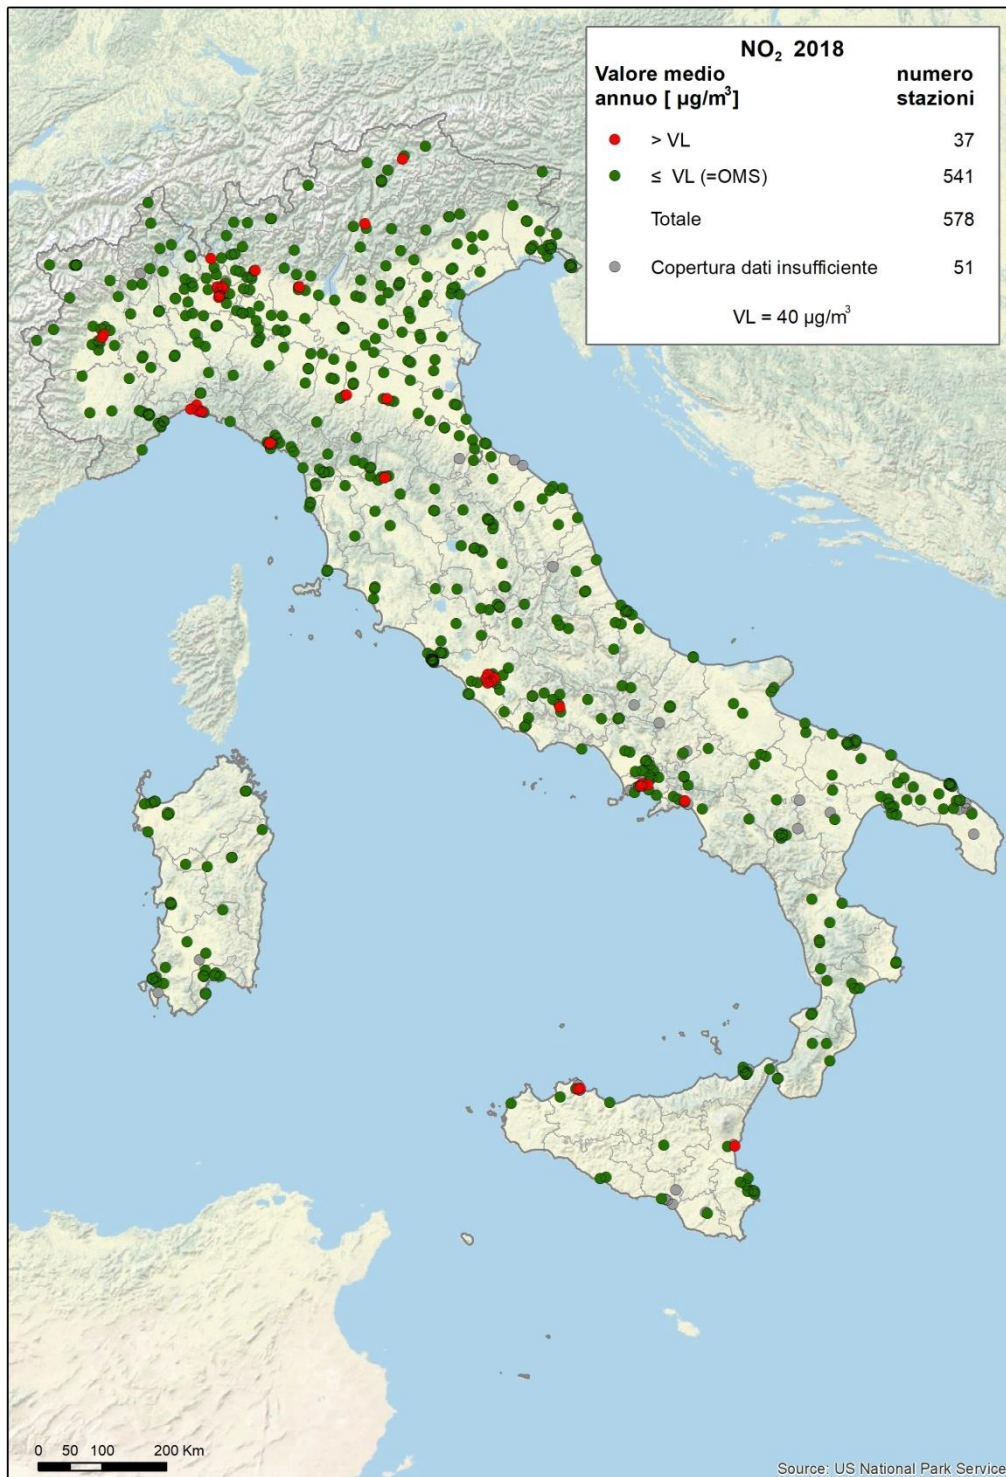 NO₂ 2018
Valore medio annuo [ µg/m³] numero stazioni
> VL 37
≤ VL (=OMS) 541
Totale 578
Copertura dati insufficiente 51
VL = 40 µg/m³
0 50 100 200 Km
Source: US National Park Service